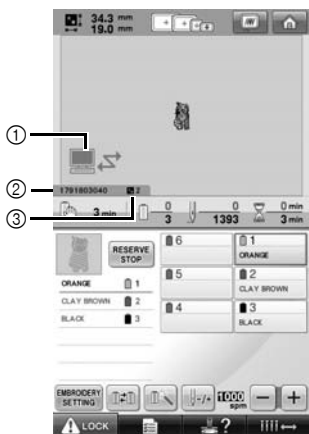 34.3 mm
19.0 mm
①
②
③
1791803040 2
3 min 0 3 0 1393 0 min 3 min
RESERVE STOP
ORANGE 1
CLAY BROWN 2
BLACK 3
6
1 ORANGE
5
2 CLAY BROWN
4
3 BLACK
EMBROIDERY SETTING
-/+
1000 spm
- +
LOCK
?